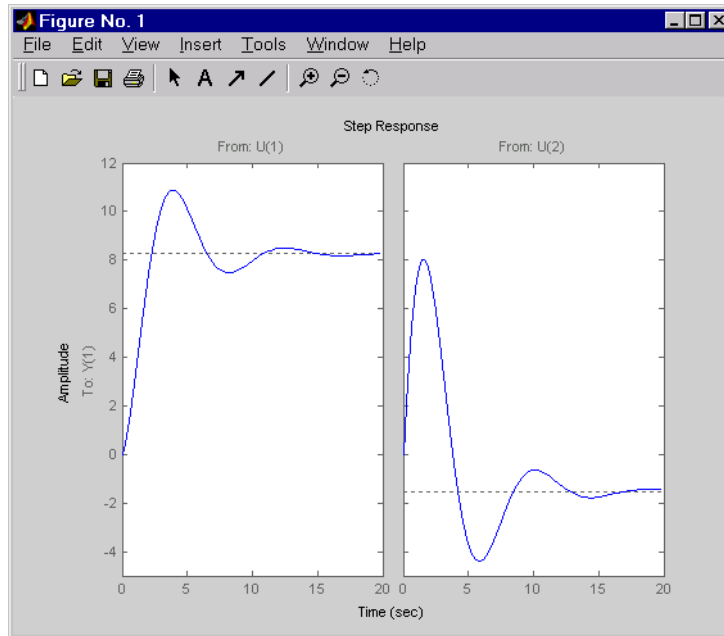 Figure No. 1
File Edit View Insert Tools Window Help
A
Step Response
From: U(1)
From: U(2)
Amplitude
To: Y(1)
12
10
8
6
4
2
0
-2
-4
0 5 10 15 20
0 5 10 15 20
Time (sec)